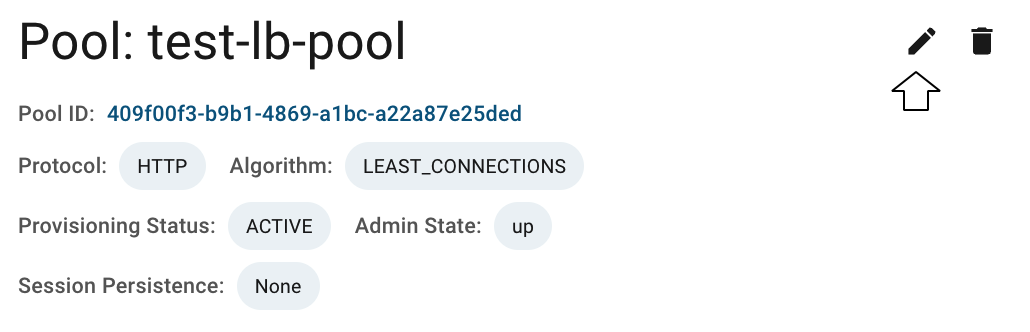 Pool: test-lb-pool
Pool ID: 409f00f3-b9b1-4869-a1bc-a22a87e25ded
Protocol: HTTP Algorithm: LEAST_CONNECTIONS
Provisioning Status: ACTIVE Admin State: up
Session Persistence: None